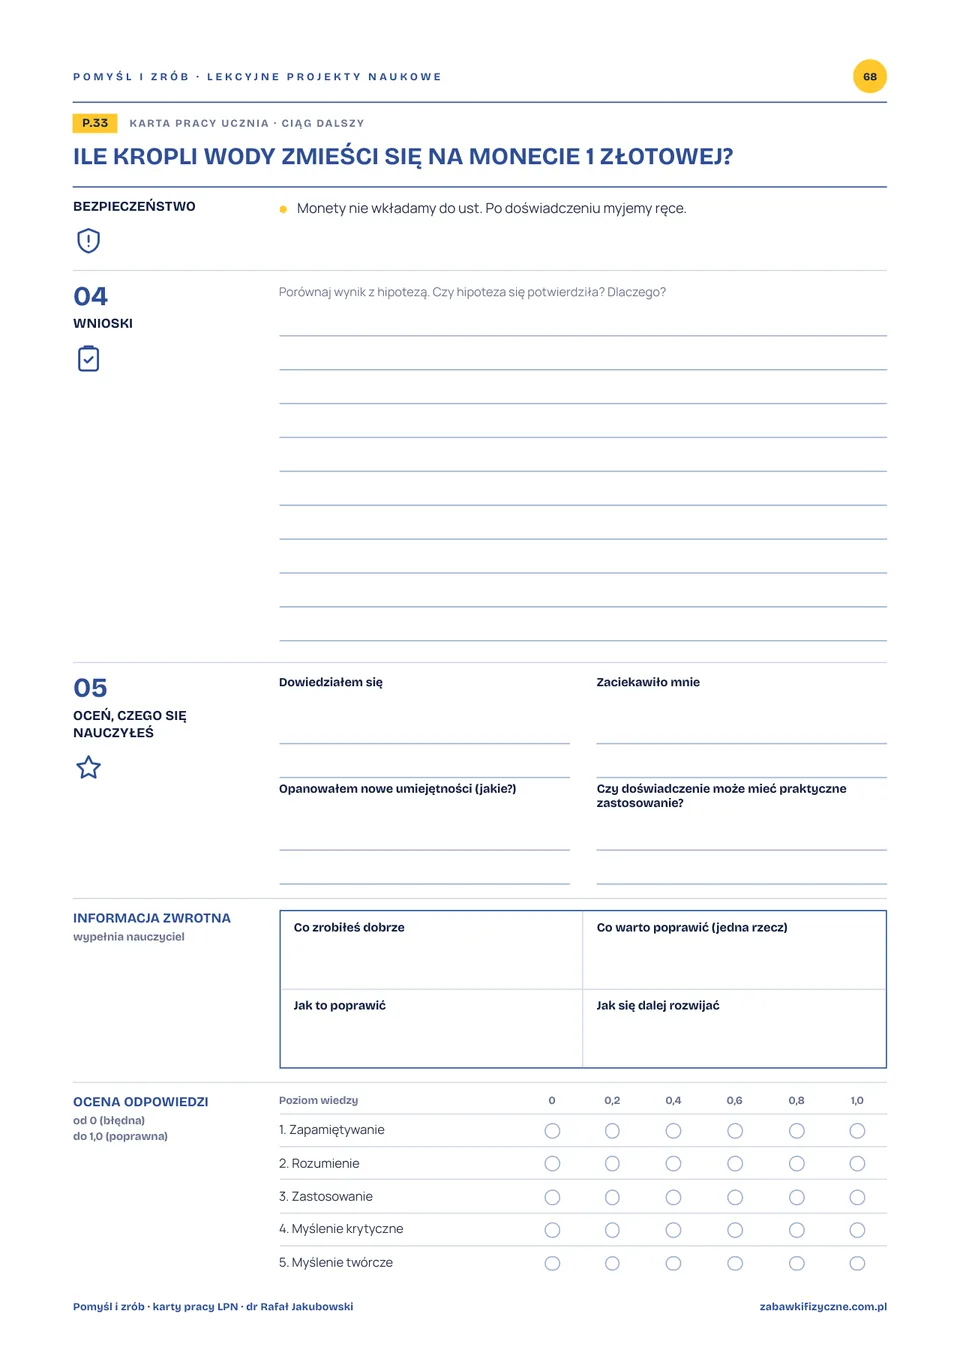 POMYŚL I ZRÓB · LEKCYJNE PROJEKTY NAUKOWE
68
P.33 KARTA PRACY UCZNIA · CIĄG DALSZY
ILE KROPLI WODY ZMIEŚCI SIĘ NA MONECIE 1 ZŁOTOWEJ?
BEZPIECZEŃSTWO
Monety nie wkładamy do ust. Po doświadczeniu myjemy ręce.
04
WNIOSKI
Porównaj wynik z hipotezą. Czy hipoteza się potwierdziła? Dlaczego?
05
OCEŃ, CZEGO SIĘ
NAUCZYŁEŚ
Dowiedziałem się
Zaciekawiło mnie
Opanowałem nowe umiejętności (jakie?)
Czy doświadczenie może mieć praktyczne
zastosowanie?
INFORMACJA ZWROTNA
wypełnia nauczyciel
Co zrobiłeś dobrze
Co warto poprawić (jedna rzecz)
Jak to poprawić
Jak się dalej rozwijać
OCENA ODPOWIEDZI
od 0 (błędna)
do 1,0 (poprawna)
Poziom wiedzy 0 0,2 0,4 0,6 0,8 1,0
1. Zapamiętywanie
2. Rozumienie
3. Zastosowanie
4. Myślenie krytyczne
5. Myślenie twórcze
Pomyśl i zrób · karty pracy LPN · dr Rafał Jakubowski
zabawkifizyczne.com.pl